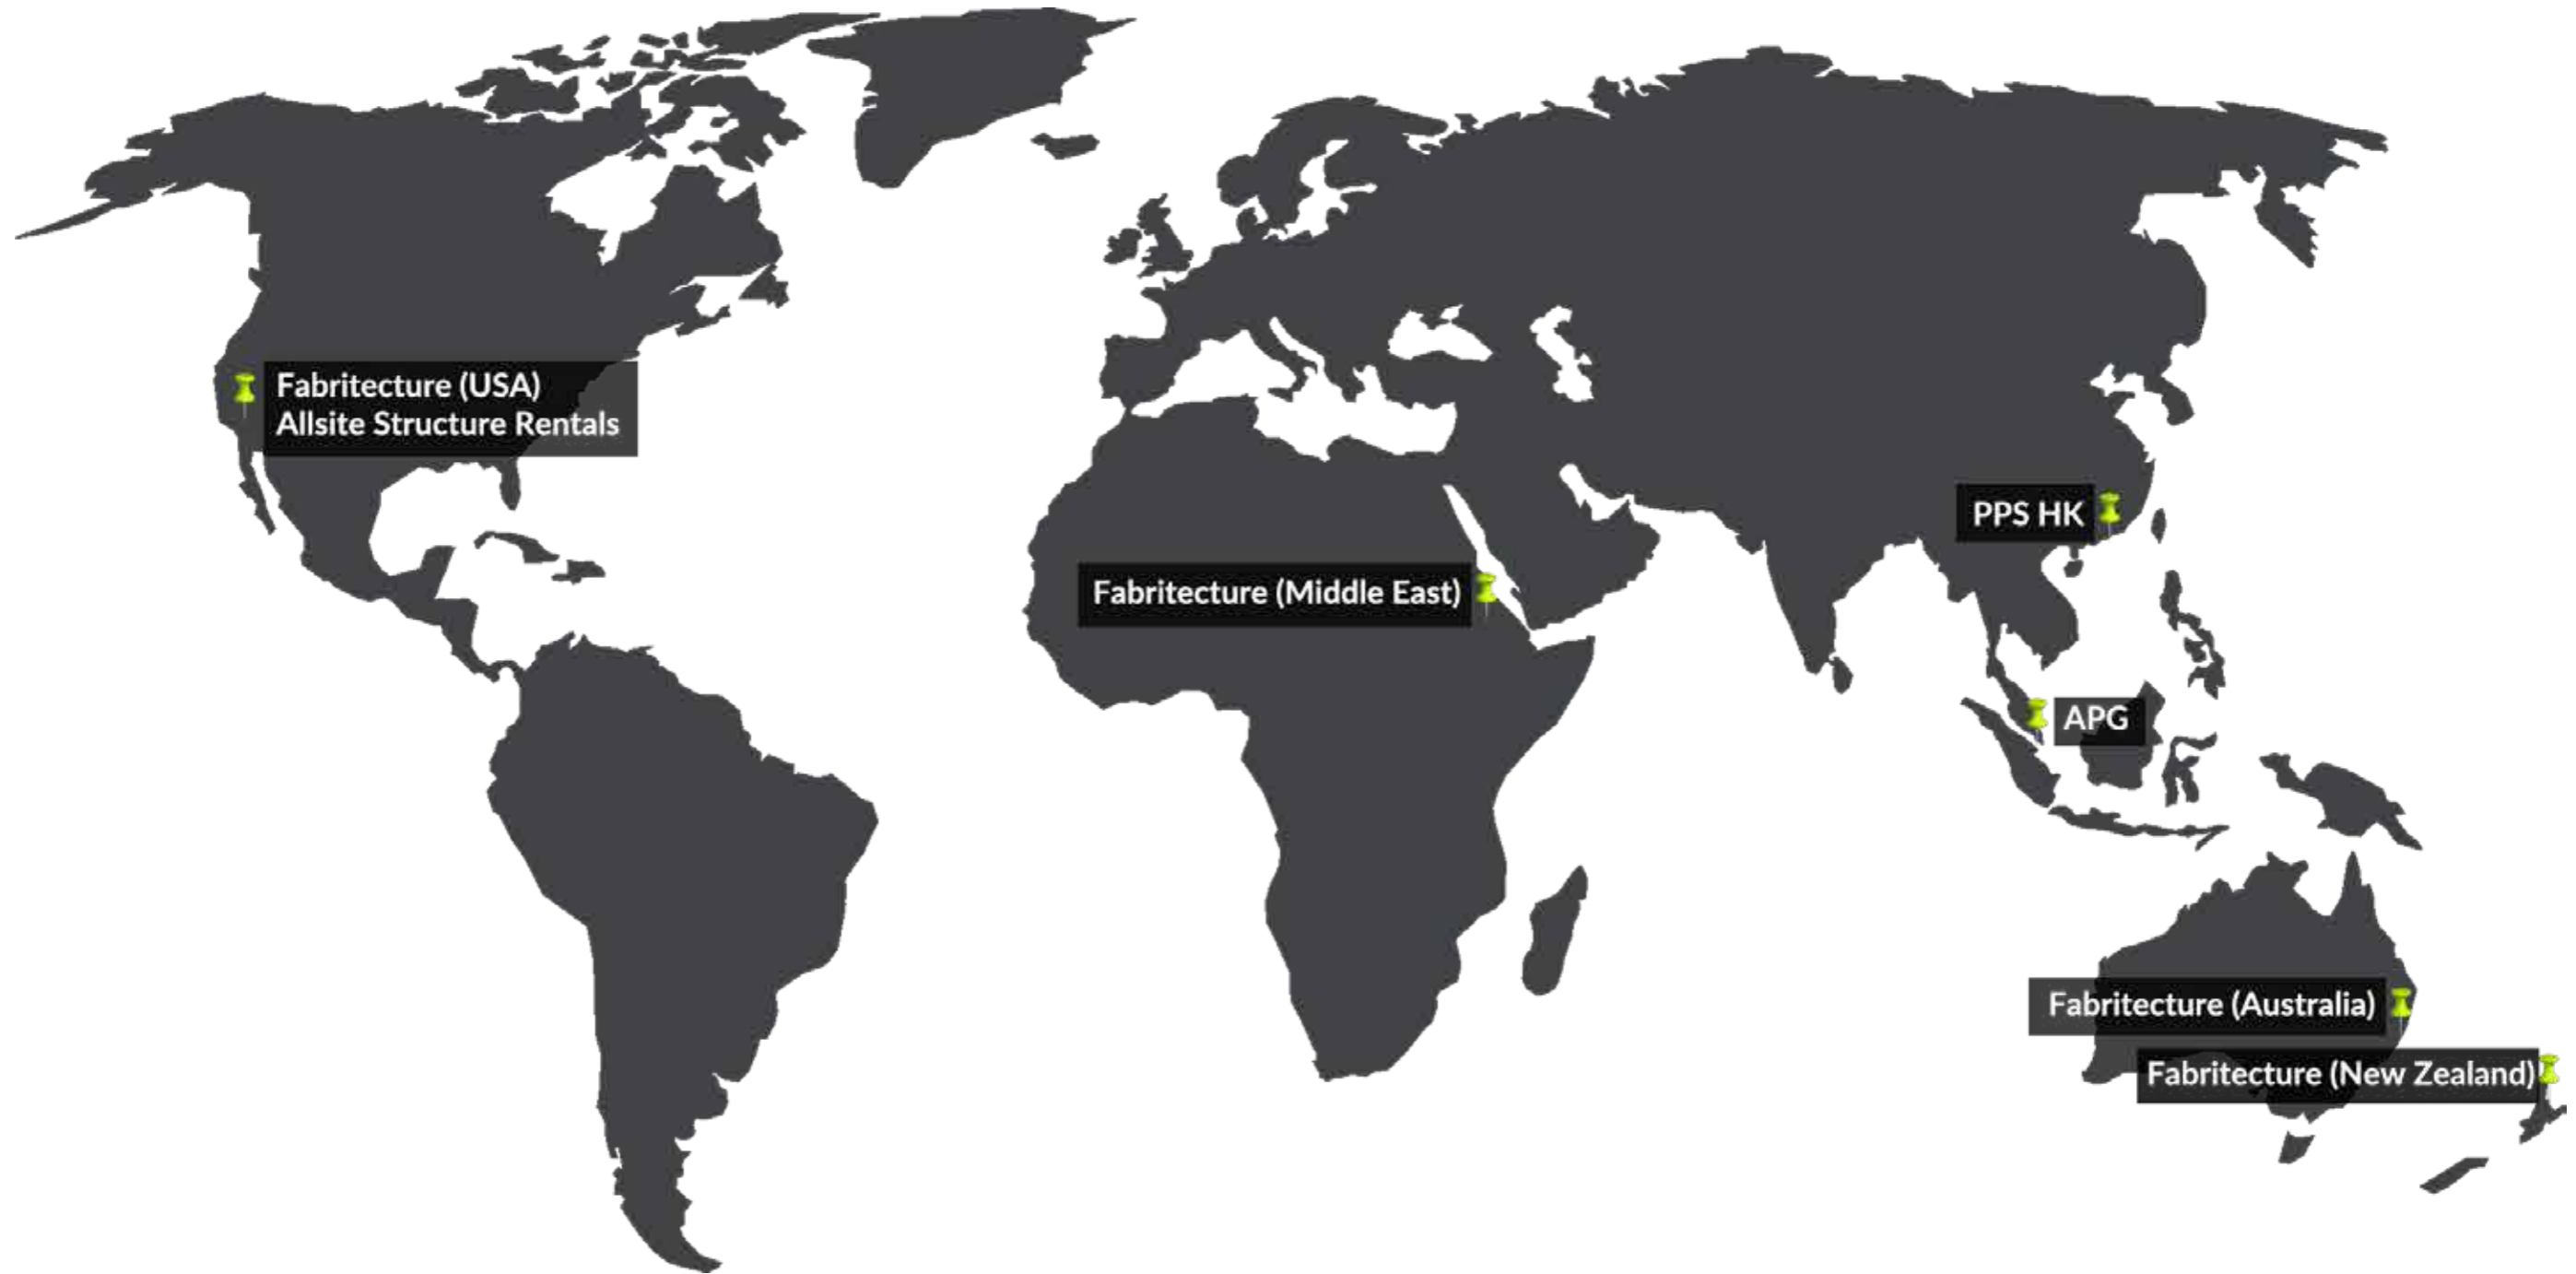 Fabritecture (USA)
Allsite Structure Rentals
PPS HK
Fabritecture (Middle East)
APG
Fabritecture (Australia)
Fabritecture (New Zealand)